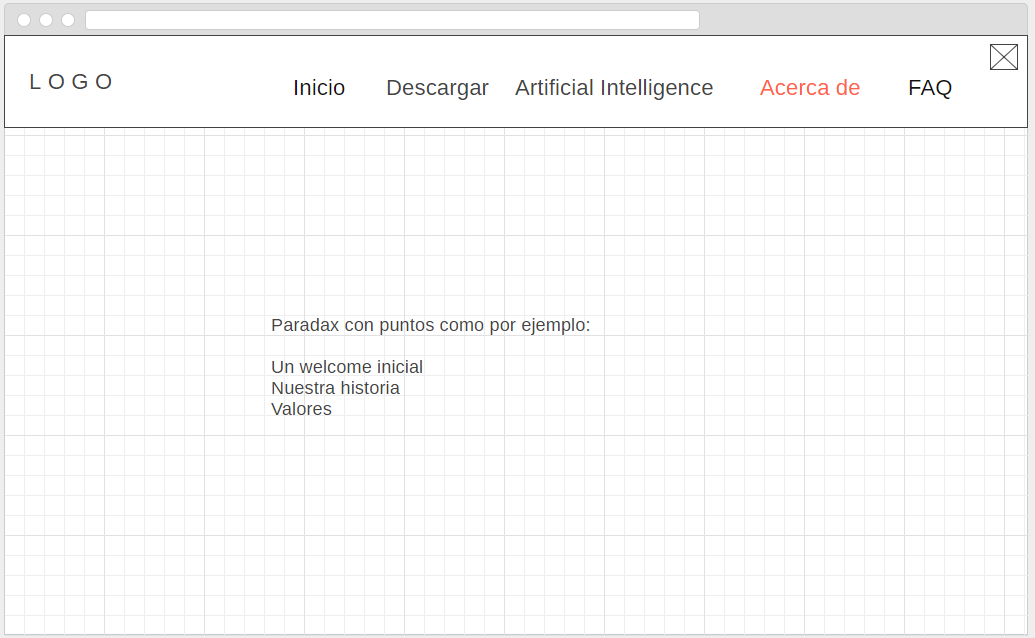 LOGO
Inicio Descargar Artificial Intelligence Acerca de FAQ
Paradax con puntos como por ejemplo:
Un welcome inicial
Nuestra historia
Valores